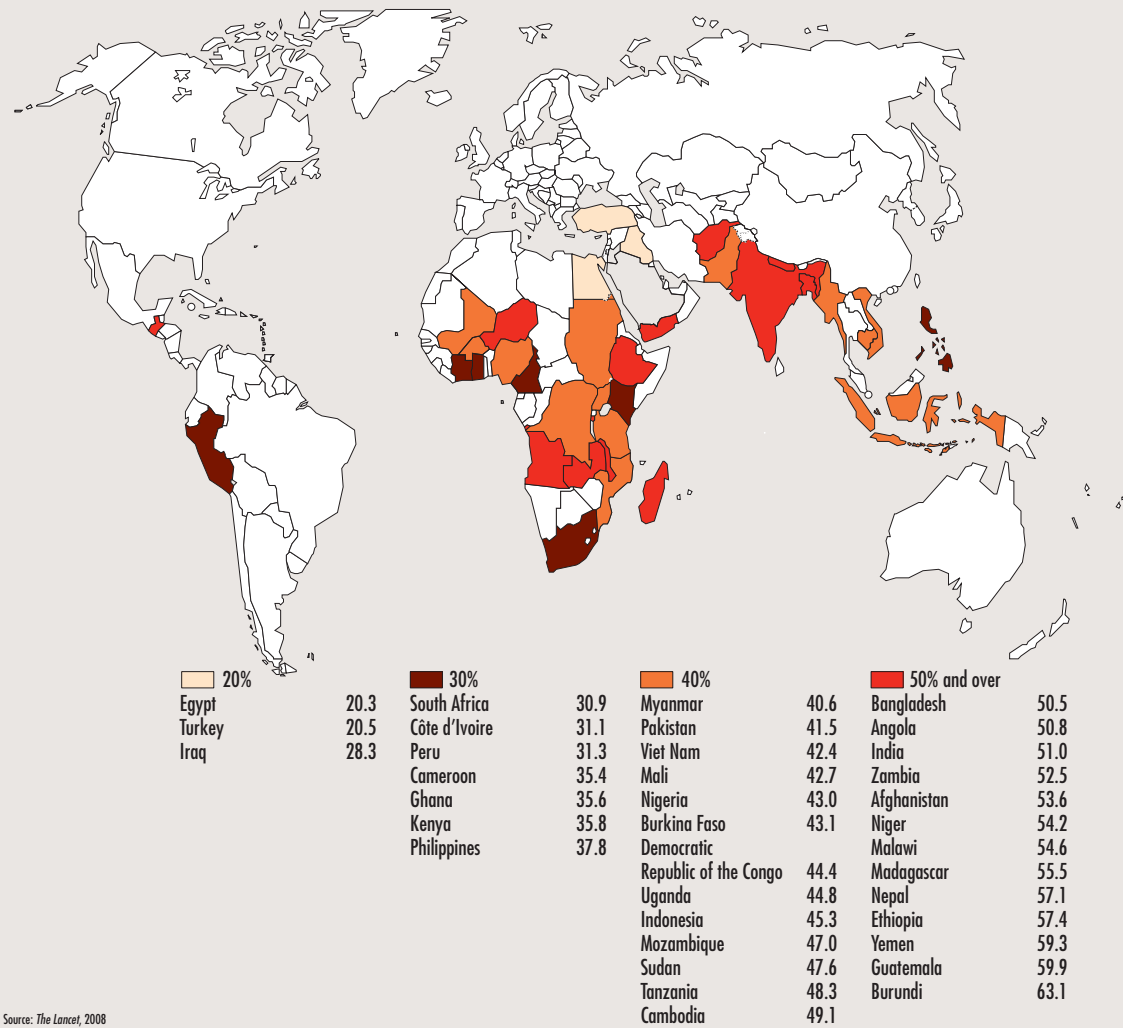 20%
Egypt 20.3
Turkey 20.5
Iraq 28.3
30%
South Africa 30.9
Côte d'Ivoire 31.1
Peru 31.3
Cameroon 35.4
Ghana 35.6
Kenya 35.8
Philippines 37.8
40%
Myanmar 40.6
Pakistan 41.5
Viet Nam 42.4
Mali 42.7
Nigeria 43.0
Burkina Faso 43.1
Democratic
Republic of the Congo 44.4
Uganda 44.8
Indonesia 45.3
Mozambique 47.0
Sudan 47.6
Tanzania 48.3
Cambodia 49.1
50% and over
Bangladesh 50.5
Angola 50.8
India 51.0
Zambia 52.5
Afghanistan 53.6
Niger 54.2
Malawi 54.6
Madagascar 55.5
Nepal 57.1
Ethiopia 57.4
Yemen 59.3
Guatemala 59.9
Burundi 63.1
Source: The Lancet, 2008